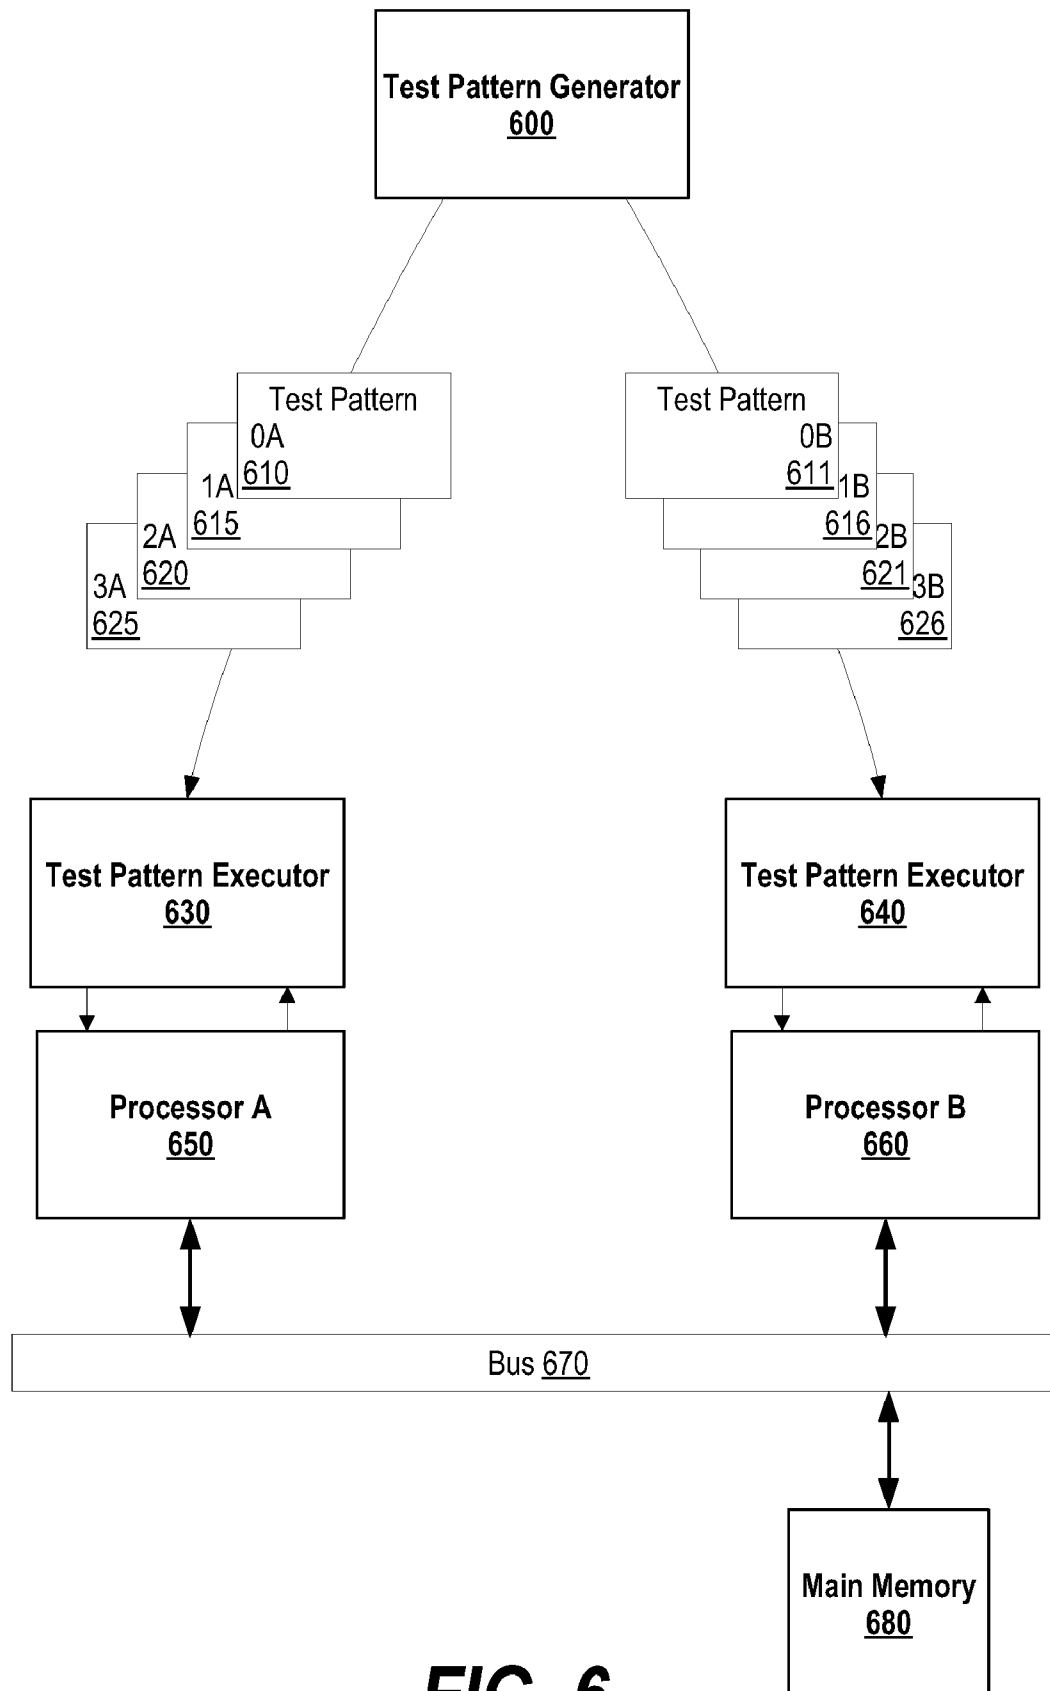 Test Pattern Generator
600
Test Pattern
0A
610
1A
615
2A
620
3A
625
Test Pattern
0B
611
1B
616
2B
621
3B
626
Test Pattern Executor
630
Test Pattern Executor
640
Processor A
650
Processor B
660
Bus 670
Main Memory
680
FIG. 6